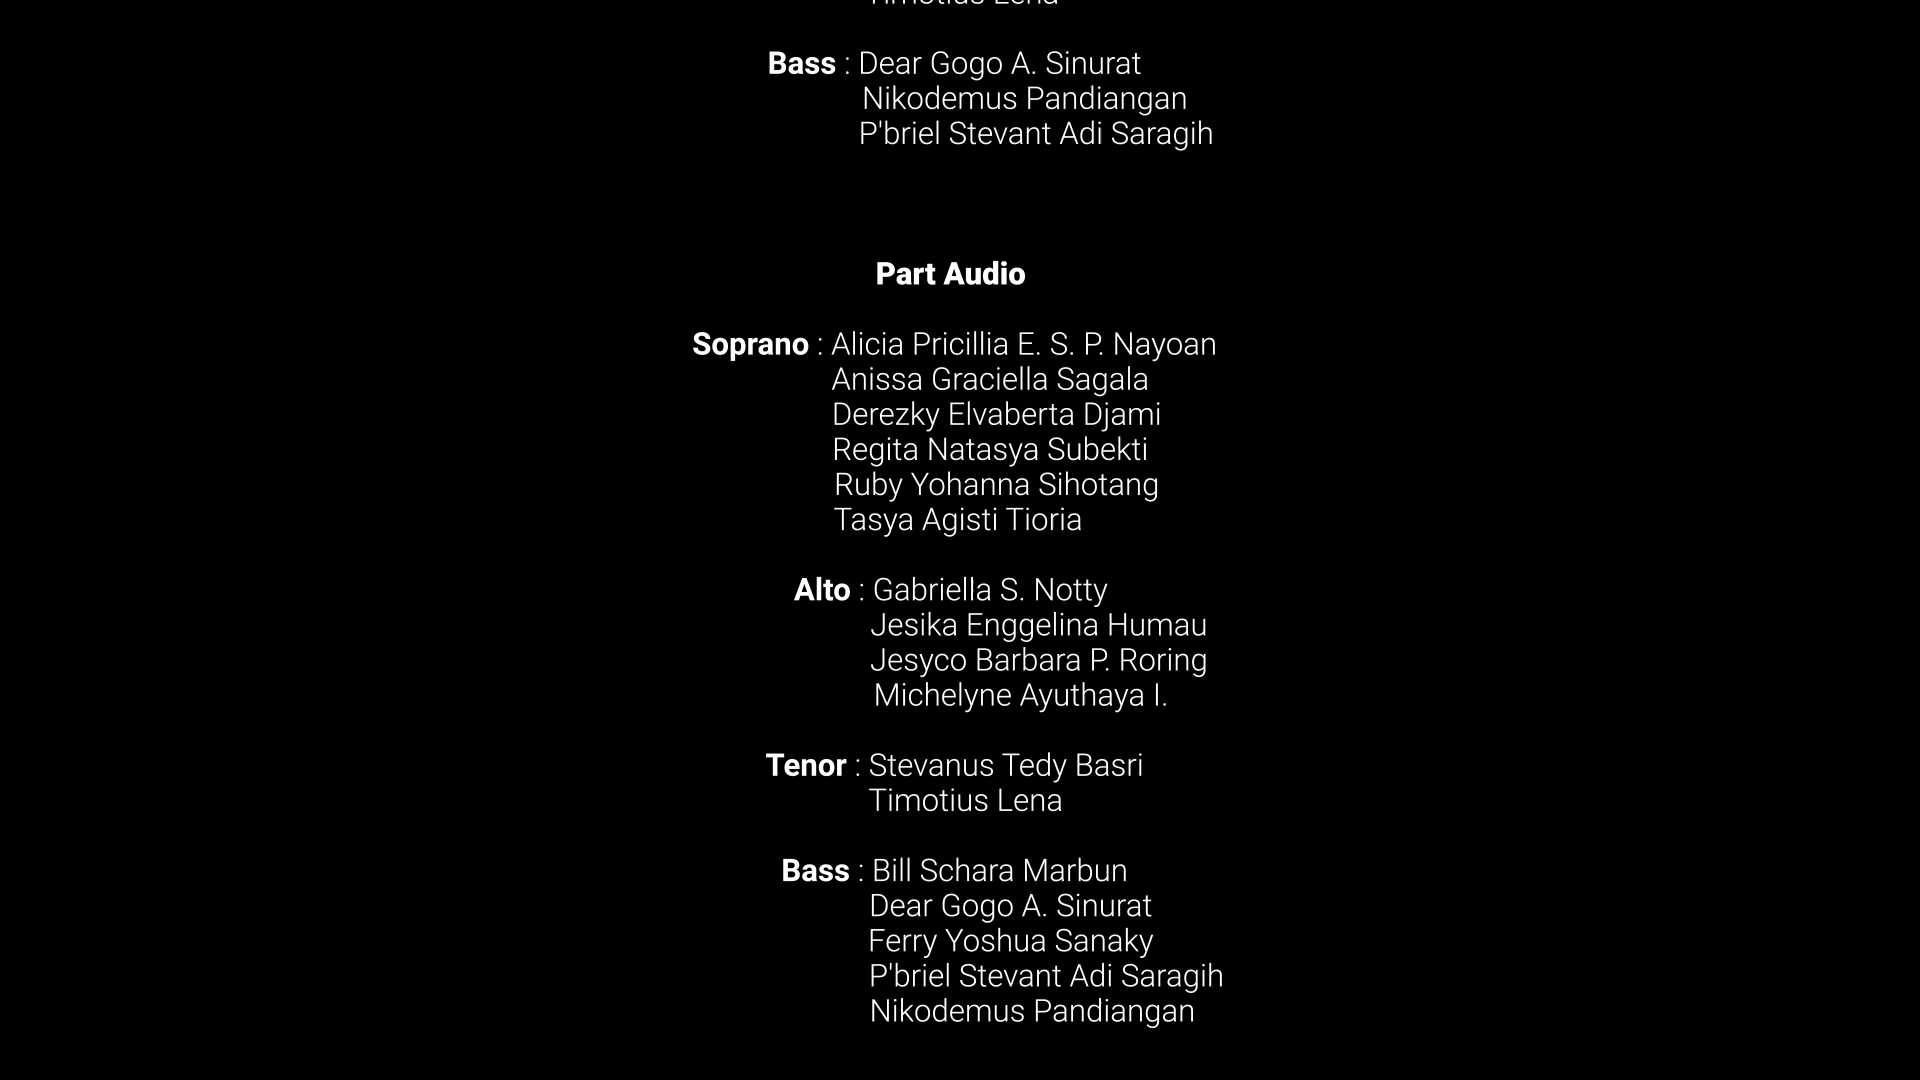 Timotius Lena
Bass : Dear Gogo A. Sinurat
Nikodemus Pandiangan
P'briel Stevant Adi Saragih
Part Audio
Soprano : Alicia Pricillia E. S. P. Nayoan
Anissa Graciella Sagala
Derezky Elvaberta Djami
Regita Natasya Subekti
Ruby Yohanna Sihotang
Tasya Agisti Tioria
Alto : Gabriella S. Notty
Jesika Enggelina Humau
Jesyco Barbara P. Roring
Michelyne Ayuthaya I.
Tenor : Stevanus Tedy Basri
Timotius Lena
Bass : Bill Schara Marbun
Dear Gogo A. Sinurat
Ferry Yoshua Sanaky
P'briel Stevant Adi Saragih
Nikodemus Pandiangan